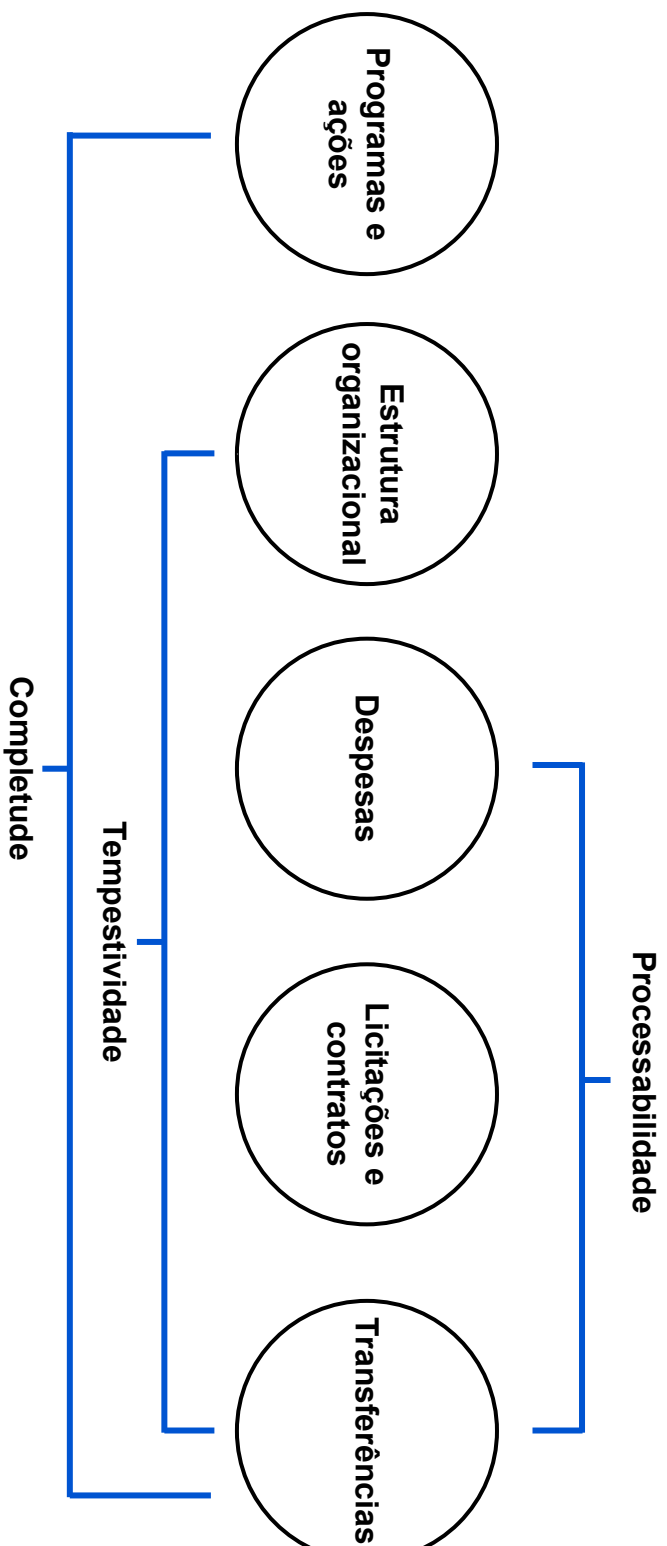 Processabilidade
Programas e
ações
Estrutura
organizacional
Despesas
Licitações e
contratos
Transferências
Tempestividade
Completude